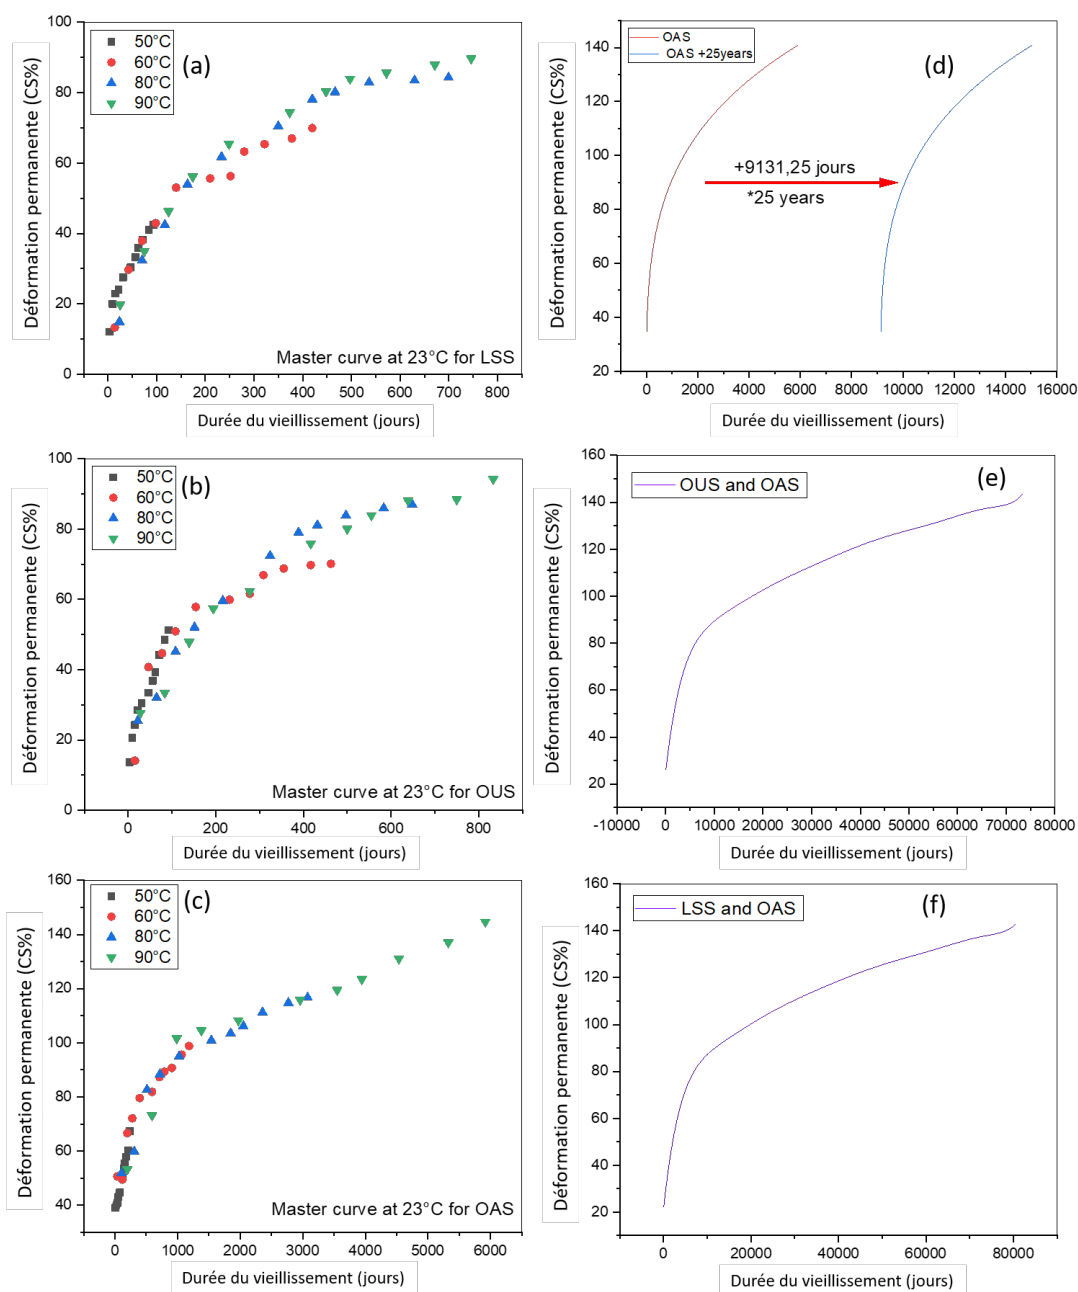 100
80
60
40
20
0
Déformation permanente (CS%)
50°C
60°C
80°C
90°C
(a)
Master curve at 23°C for LSS
0 100 200 300 400 500 600 700 800
Durée du vieillissement (jours)
140
120
100
80
60
40
20
Déformation permanente (CS%)
OAS
OAS +25years
(d)
+9131,25 jours
*25 years
0 2000 4000 6000 8000 10000 12000 14000 16000
Durée du vieillissement (jours)
100
80
60
40
20
0
Déformation permanente (CS%)
50°C
60°C
80°C
90°C
(b)
Master curve at 23°C for OUS
0 200 400 600 800
Durée du vieillissement (jours)
160
140
120
100
80
60
40
20
Déformation permanente (CS%)
OUS and OAS
(e)
-10000 0 10000 20000 30000 40000 50000 60000 70000 80000
Durée du vieillissement (jours)
160
140
120
100
80
60
40
Déformation permanente (CS%)
50°C
60°C
80°C
90°C
(c)
Master curve at 23°C for OAS
0 1000 2000 3000 4000 5000 6000
Durée du vieillissement (jours)
160
140
120
100
80
60
40
20
Déformation permanente (CS%)
LSS and OAS
(f)
0 20000 40000 60000 80000
Durée du vieillissement (jours)